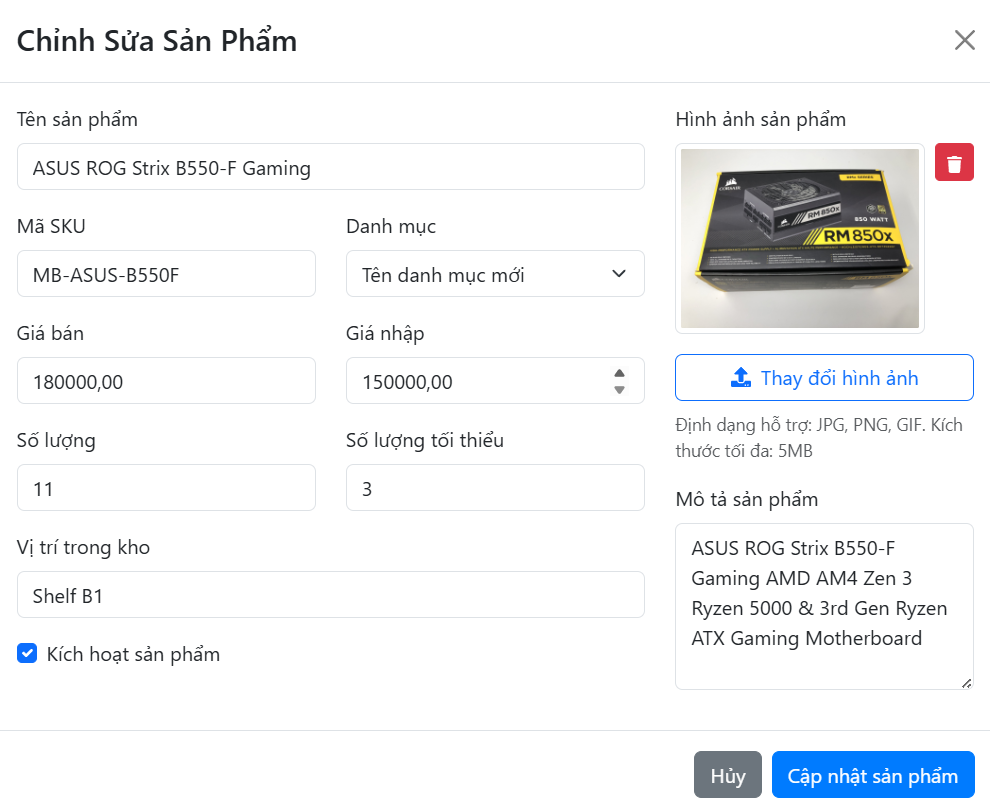 Chỉnh Sửa Sản Phẩm
Tên sản phẩm
ASUS ROG Strix B550-F Gaming
Mã SKU
Danh mục
MB-ASUS-B550F
Tên danh mục mới
Giá bán
Giá nhập
180000,00
150000,00
Số lượng
Số lượng tối thiểu
11
3
Vị trí trong kho
Shelf B1
Kích hoạt sản phẩm
Hình ảnh sản phẩm
CORSAIR
RM850x
850 WATT
RM850x
Thay đổi hình ảnh
Định dạng hỗ trợ: JPG, PNG, GIF. Kích
thước tối đa: 5MB
Mô tả sản phẩm
ASUS ROG Strix B550-F
Gaming AMD AM4 Zen 3
Ryzen 5000 & 3rd Gen Ryzen
ATX Gaming Motherboard
Hủy
Cập nhật sản phẩm